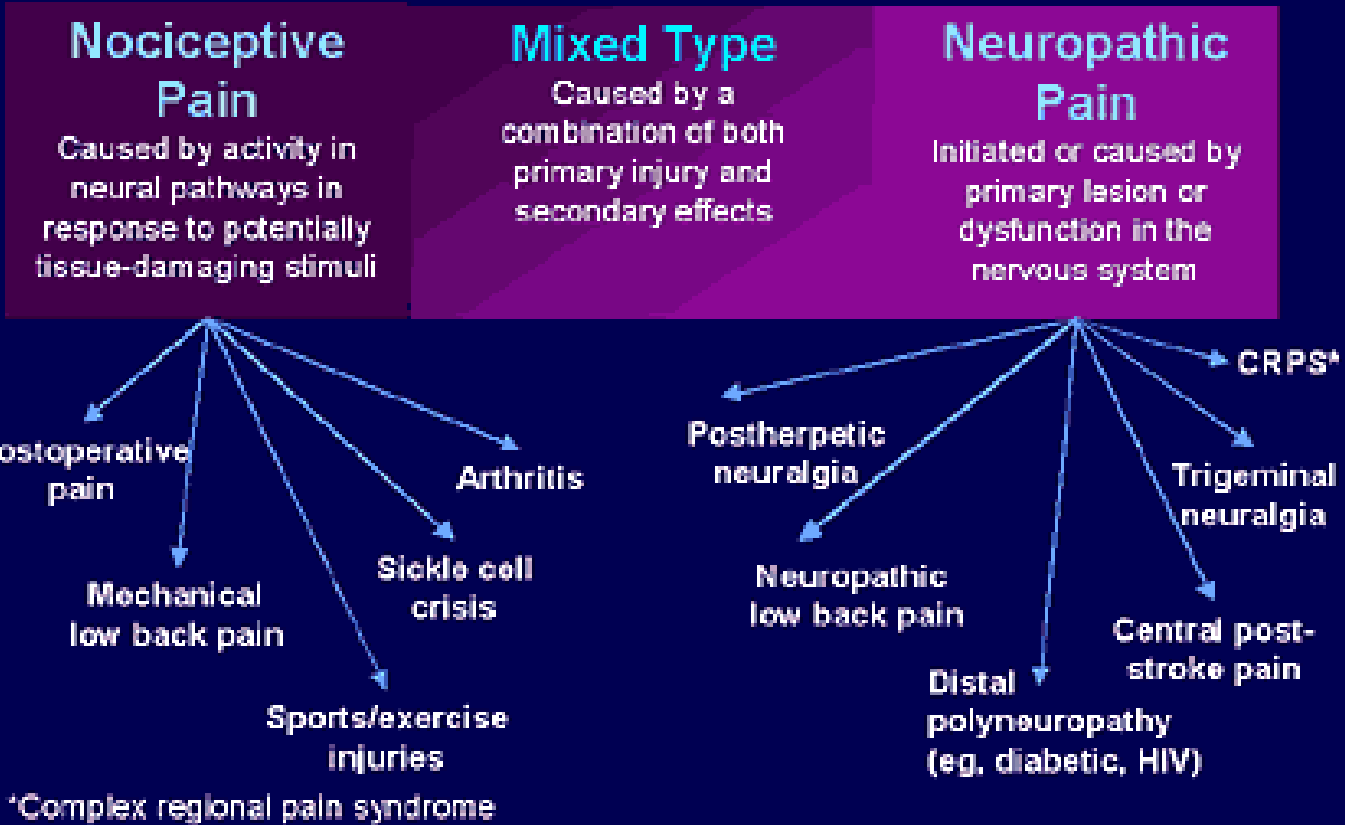 Nociceptive
Pain
Caused by activity in
neural pathways in
response to potentially
tissue-damaging stimuli
Mixed Type
Caused by a
combination of both
primary injury and
secondary effects
Neuropathic
Pain
Initiated or caused by
primary lesion or
dysfunction in the
nervous system
ostoperative
pain
Mechanical
low back pain
Sports/exercise
injuries
Sickle cell
crisis
Arthritis
Postherpetic
neuralgia
Neuropathic
low back pain
Distal
polyneuropathy
(eg, diabetic, HIV)
Central post-
stroke pain
Trigeminal
neuralgia
CRPS*
*Complex regional pain syndrome